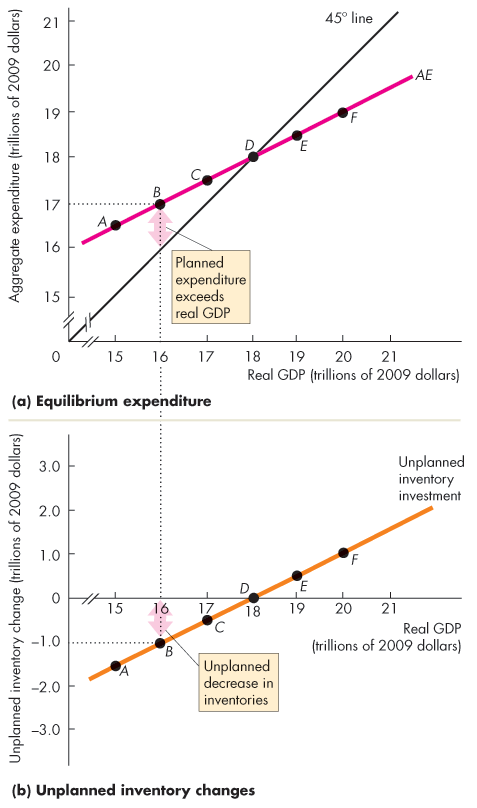 Aggregate expenditure (trillions of 2009 dollars)
21
20
19
18
17
16
15
0
45° line
AE
A
B
C
D
E
F
Planned
expenditure
exceeds
real GDP
15 16 17 18 19 20 21
Real GDP (trillions of 2009 dollars)
(a) Equilibrium expenditure
Unplanned inventory change (trillions of 2009 dollars)
3.0
2.0
1.0
0
–1.0
–2.0
–3.0
Unplanned
inventory
investment
A
B
C
D
E
F
15 16 17 18 19 20 21
Real GDP
(trillions of 2009 dollars)
Unplanned
decrease in
inventories
(b) Unplanned inventory changes